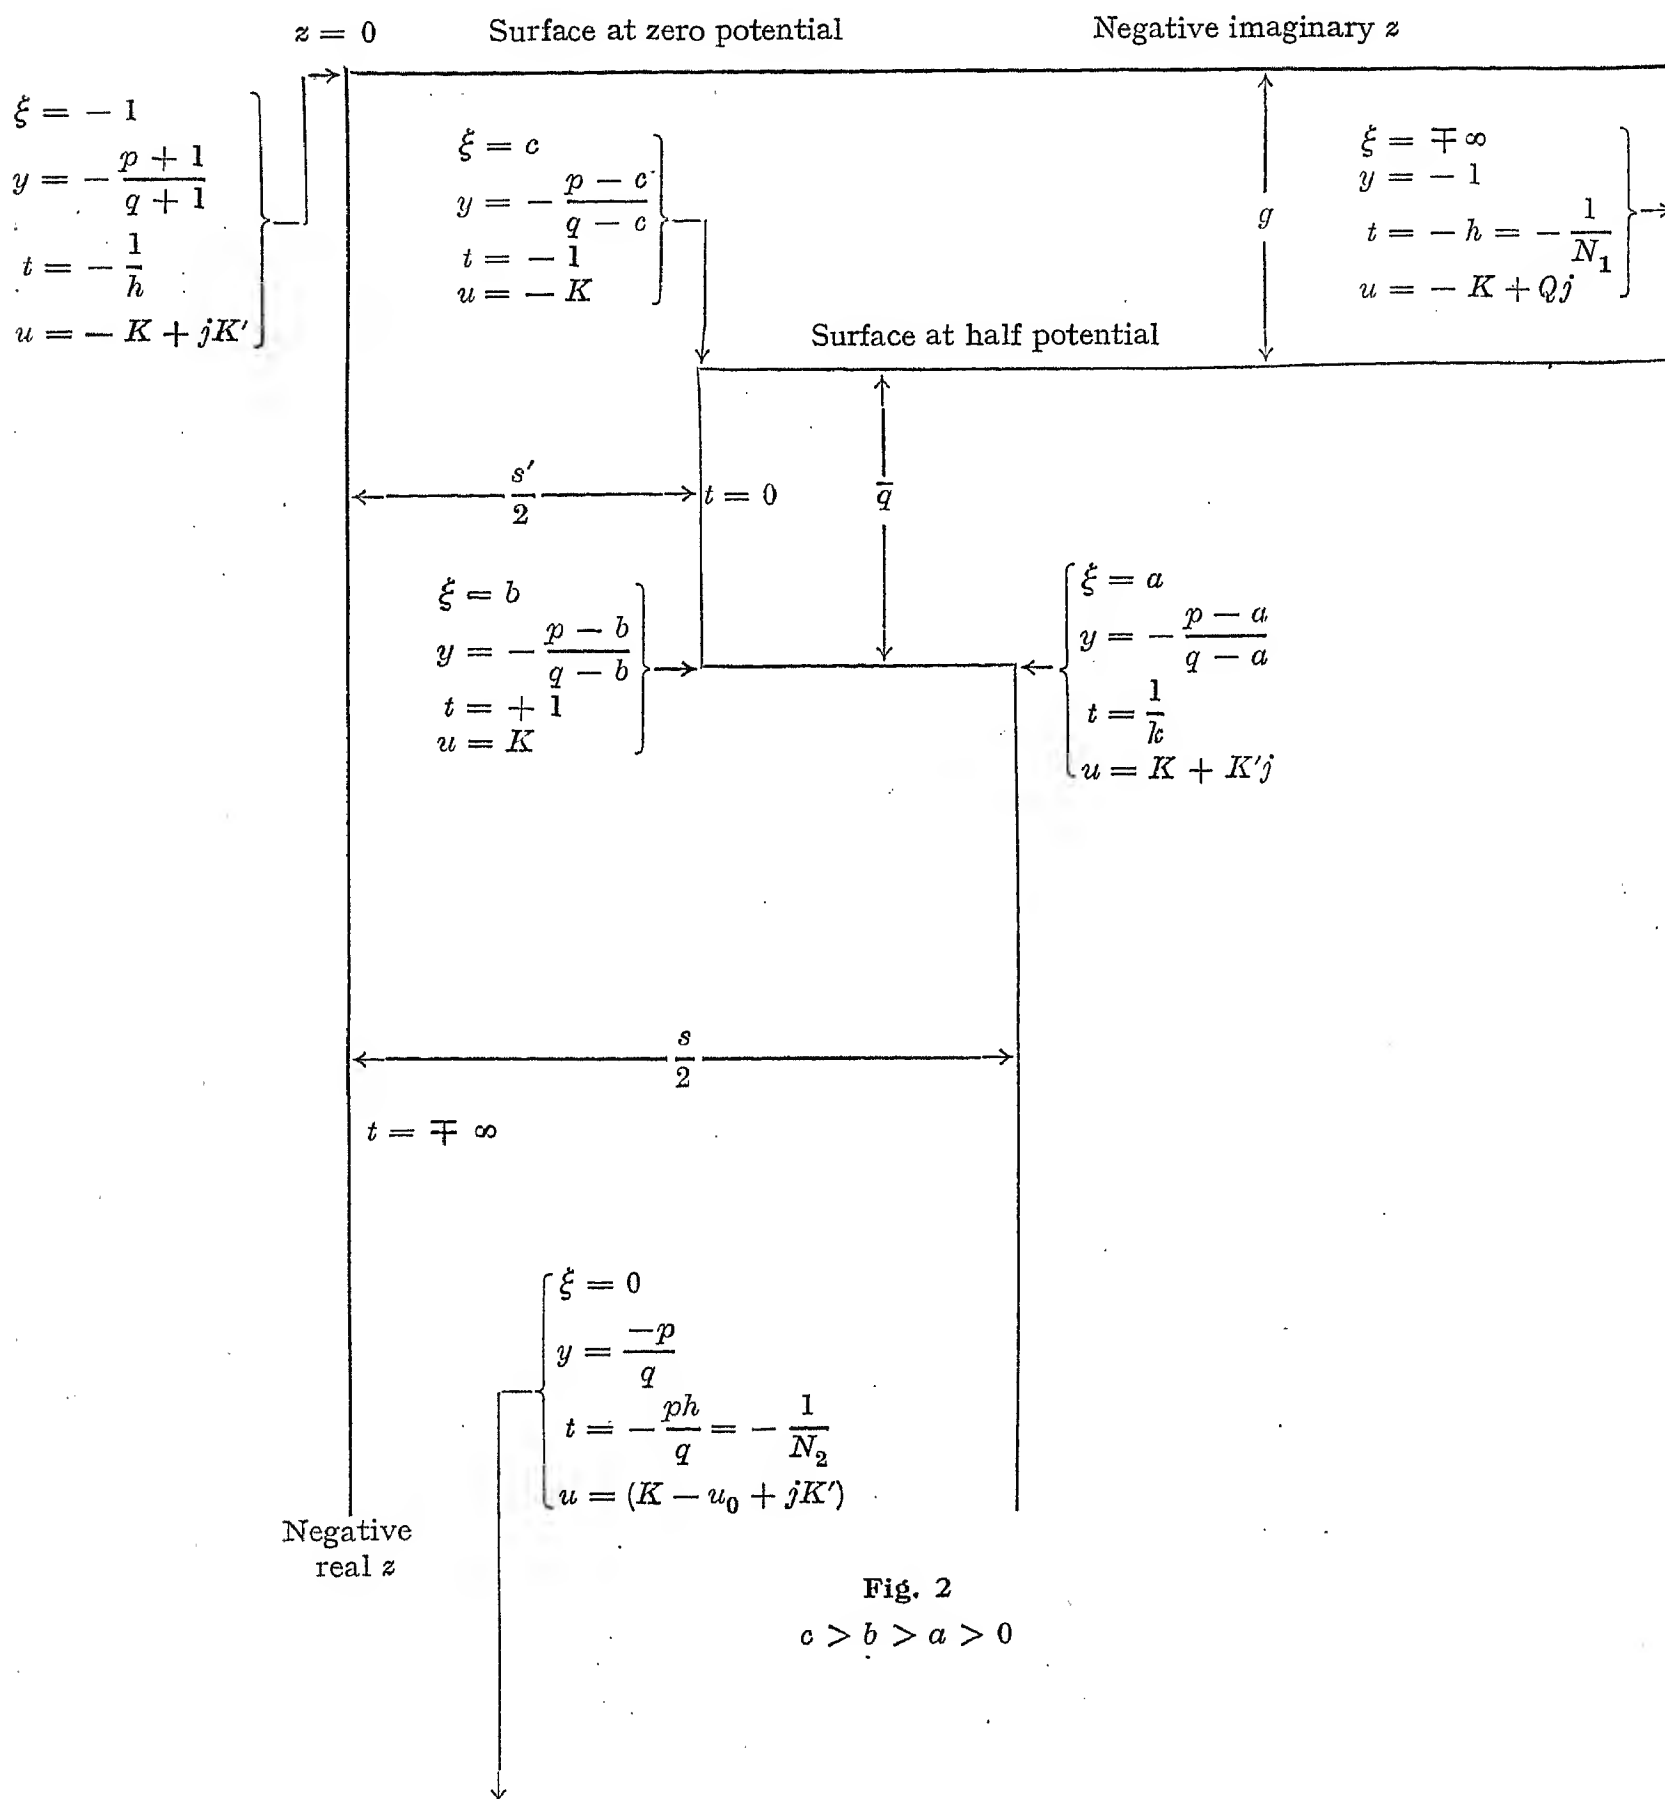 z = 0
Surface at zero potential
Negative imaginary z
ξ = − 1
y = − (p + 1)/(q + 1)
t = − 1/h
u = − K + jK′
ξ = c
y = − (p − c)/(q − c)
t = − 1
u = − K
g
ξ = ∓ ∞
y = − 1
t = − h = − 1/N₁
u = − K + Qj
Surface at half potential
s′/2
t = 0
q̄
ξ = b
y = − (p − b)/(q − b)
t = + 1
u = K
ξ = a
y = − (p − a)/(q − a)
t = 1/k
u = K + K′j
s/2
t = ∓ ∞
ξ = 0
y = −p/q
t = − ph/q = − 1/N₂
u = (K − u₀ + jK′)
Negative
real z
Fig. 2
c > b > a > 0